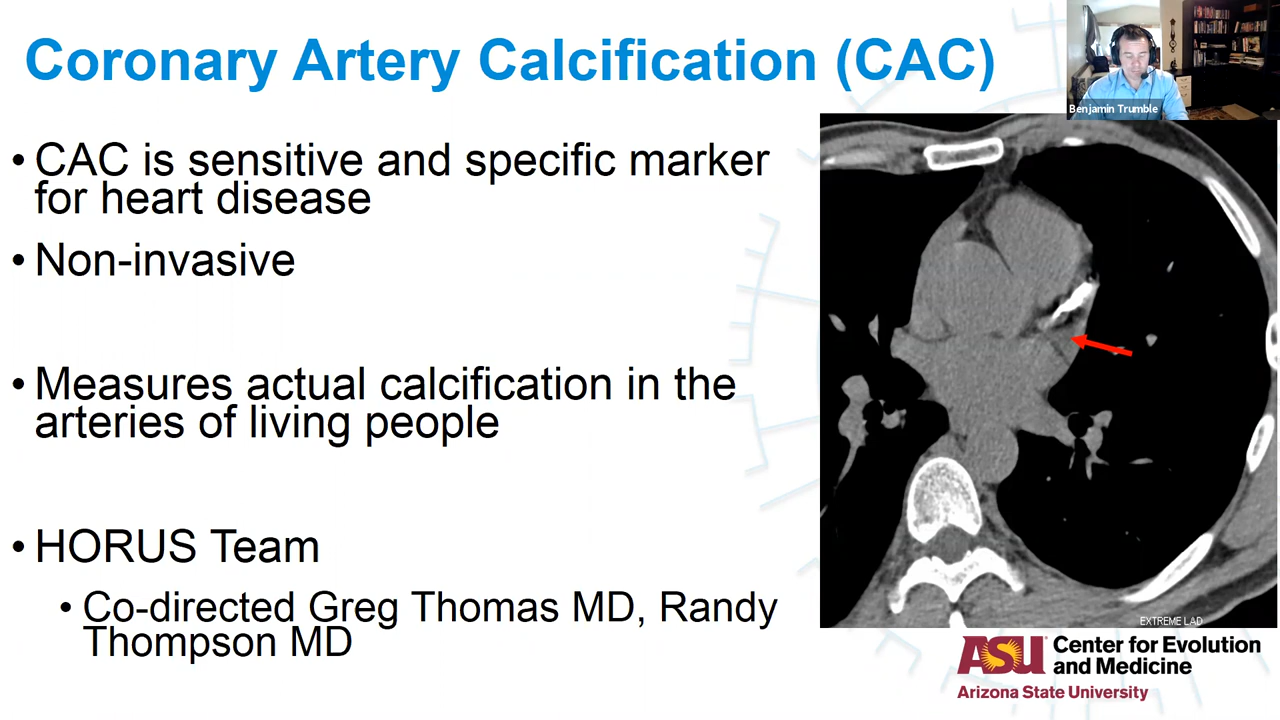 Coronary Artery Calcification (CAC)
Benjamin Trumble
• CAC is sensitive and specific marker
for heart disease
• Non-invasive
• Measures actual calcification in the
arteries of living people
• HORUS Team
• Co-directed Greg Thomas MD, Randy
Thompson MD
EXTREME LAD
ASU Center for Evolution
and Medicine
Arizona State University